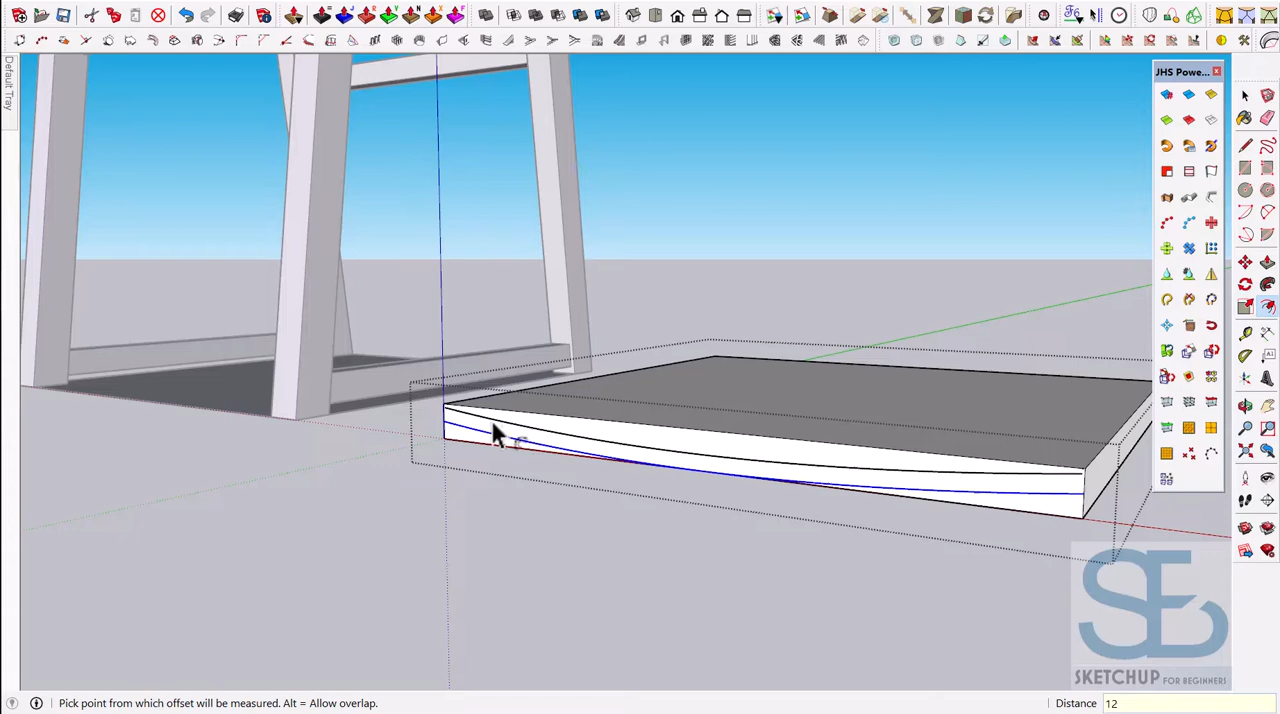 JHS Powe...
Default Tray
SKETCHUP FOR BEGINNERS
Pick point from which offset will be measured. Alt = Allow overlap.
Distance 12